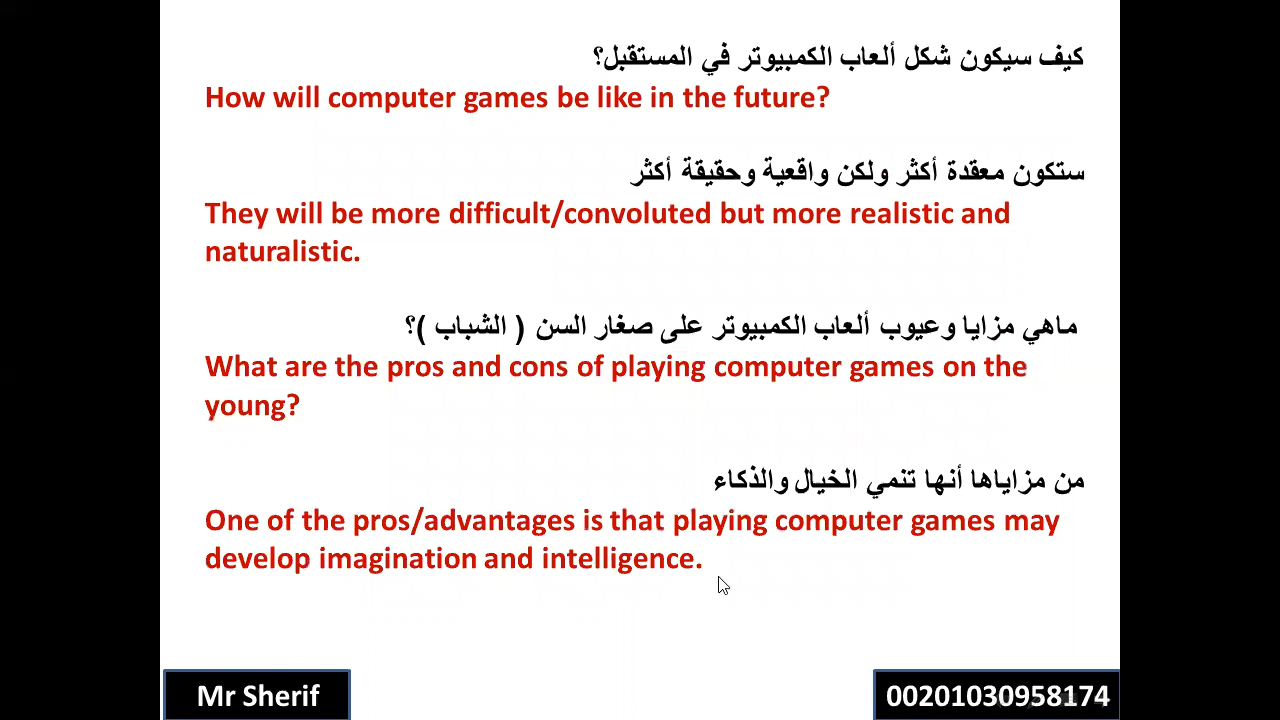 كيف سيكون شكل ألعاب الكمبيوتر في المستقبل؟
How will computer games be like in the future?
ستكون معقدة أكثر ولكن واقعية وحقيقة أكثر
They will be more difficult/convoluted but more realistic and
naturalistic.
ماهي مزايا وعيوب ألعاب الكمبيوتر على صغار السن ( الشباب )؟
What are the pros and cons of playing computer games on the
young?
من مزاياها أنها تنمي الخيال والذكاء
One of the pros/advantages is that playing computer games may
develop imagination and intelligence.
Mr Sherif
00201030958174